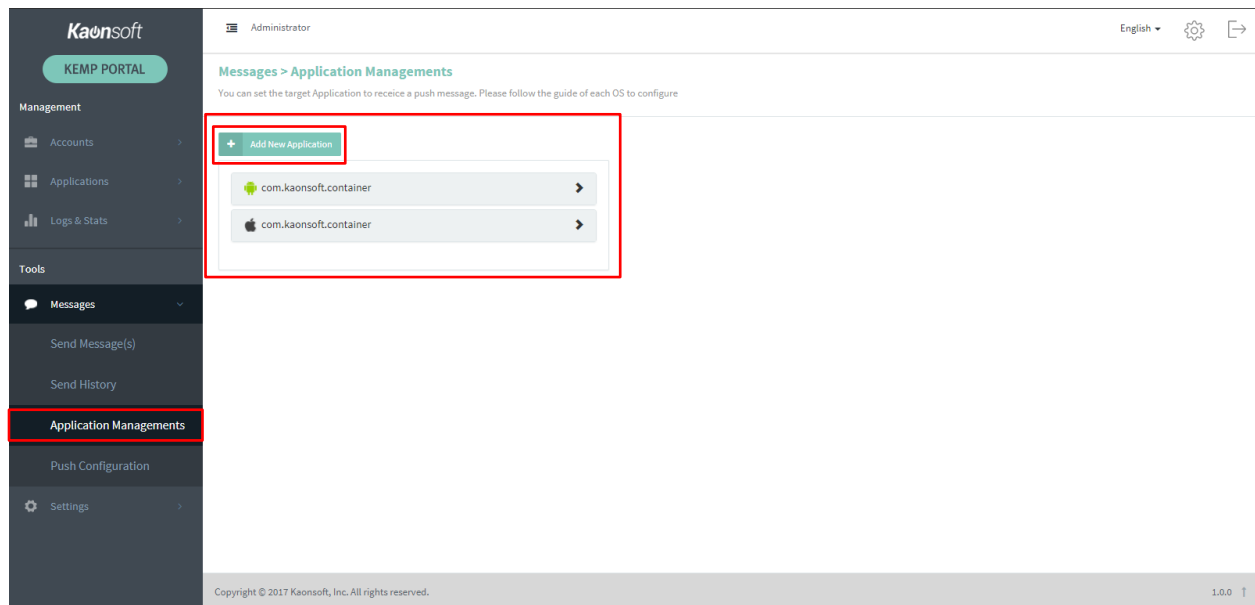 Kaonsoft
Administrator
English
KEMP PORTAL
Messages > Application Managements
You can set the target Application to receice a push message. Please follow the guide of each OS to configure
Management
Accounts
Applications
Logs & Stats
Add New Application
com.kaonsoft.container
com.kaonsoft.container
Tools
Messages
Send Message(s)
Send History
Application Managements
Push Configuration
Settings
Copyright © 2017 Kaonsoft, Inc. All rights reserved.
1.0.0